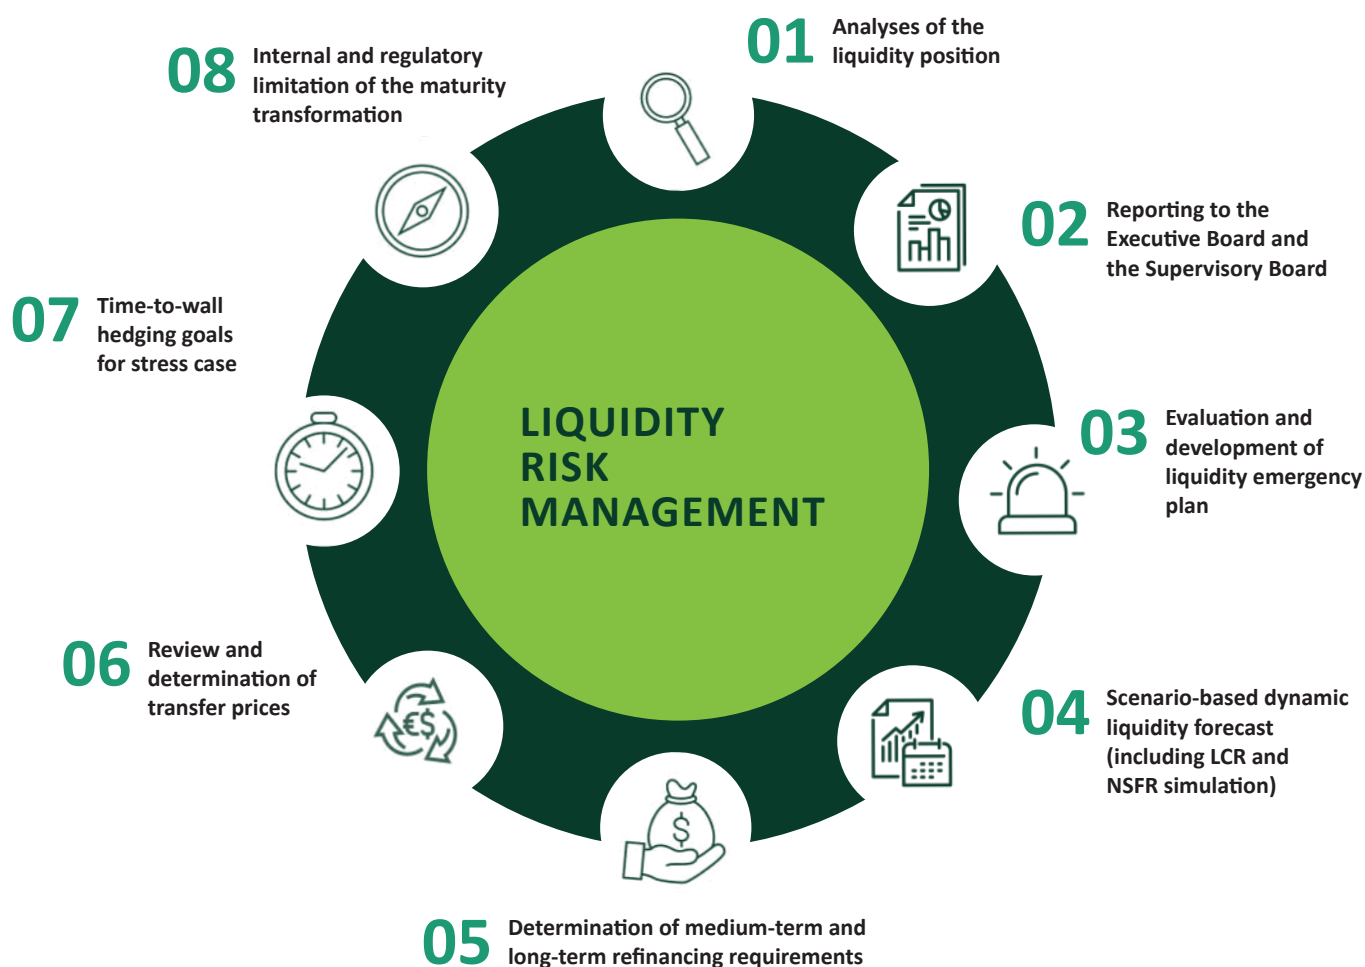 01
Analyses of the
liquidity position
02
Reporting to the
Executive Board and
the Supervisory Board
03
Evaluation and
development of
liquidity emergency
plan
04
Scenario-based dynamic
liquidity forecast
(including LCR and
NSFR simulation)
05
Determination of medium-term and
long-term refinancing requirements
06
Review and
determination of
transfer prices
07
Time-to-wall
hedging goals
for stress case
08
Internal and regulatory
limitation of the maturity
transformation
LIQUIDITY
RISK
MANAGEMENT
€$
$